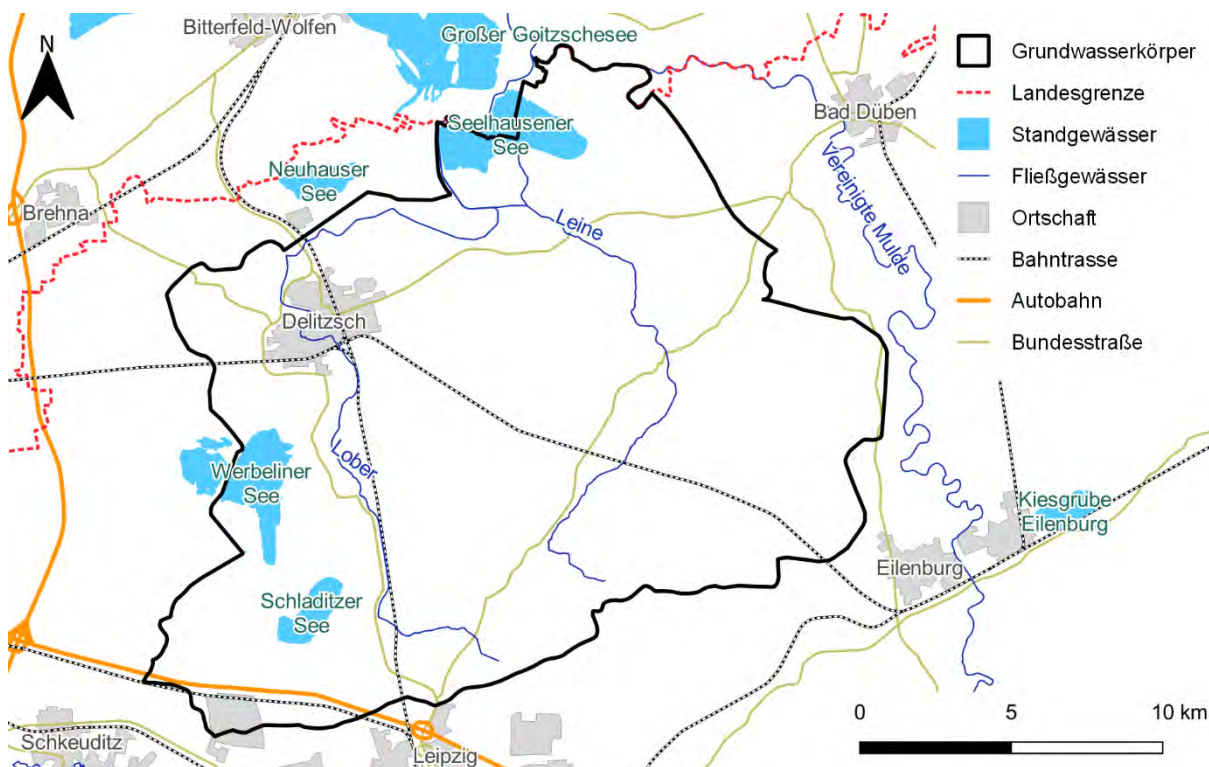 Bitterfeld-Wolfen
Großer Goitzschesee
N
Seelhausener
See
Neuhauser
See
Brehna
Bad Düben
Vereinigte Mulde
Leine
Delitzsch
Lober
Werbeliner
See
Schladitzer
See
Kiesgrube
Eilenburg
Eilenburg
Schkeuditz
Leipzig
Grundwasserkörper
Landesgrenze
Standgewässer
Fließgewässer
Ortschaft
Bahntrasse
Autobahn
Bundesstraße
0 5 10 km